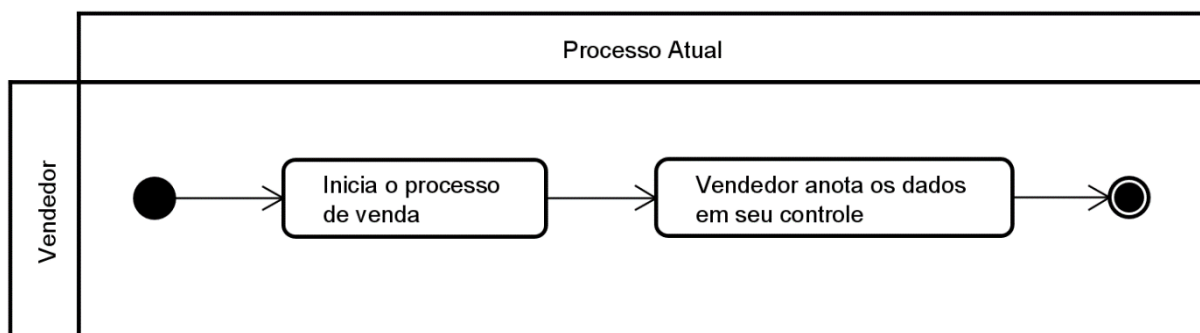 Processo Atual
Vendedor
Inicia o processo
de venda
Vendedor anota os dados
em seu controle